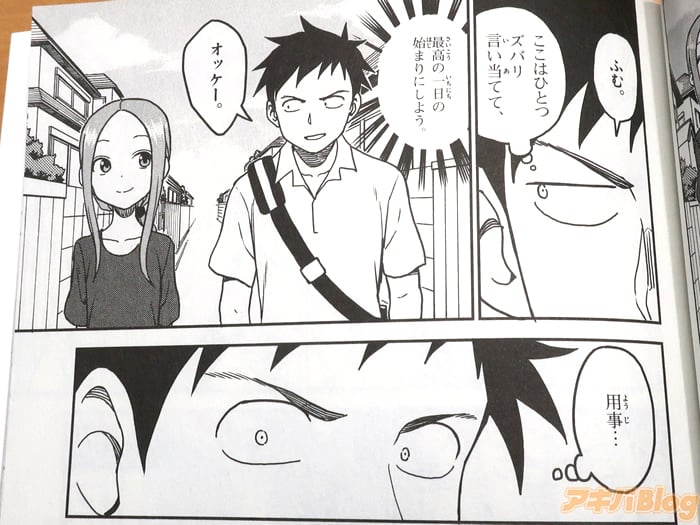 ふむ。
ここはひとつ
ズバリ
言い当てて、
最高の一日の
始まりにしよう。
オッケー。
用事…
アキバBlog